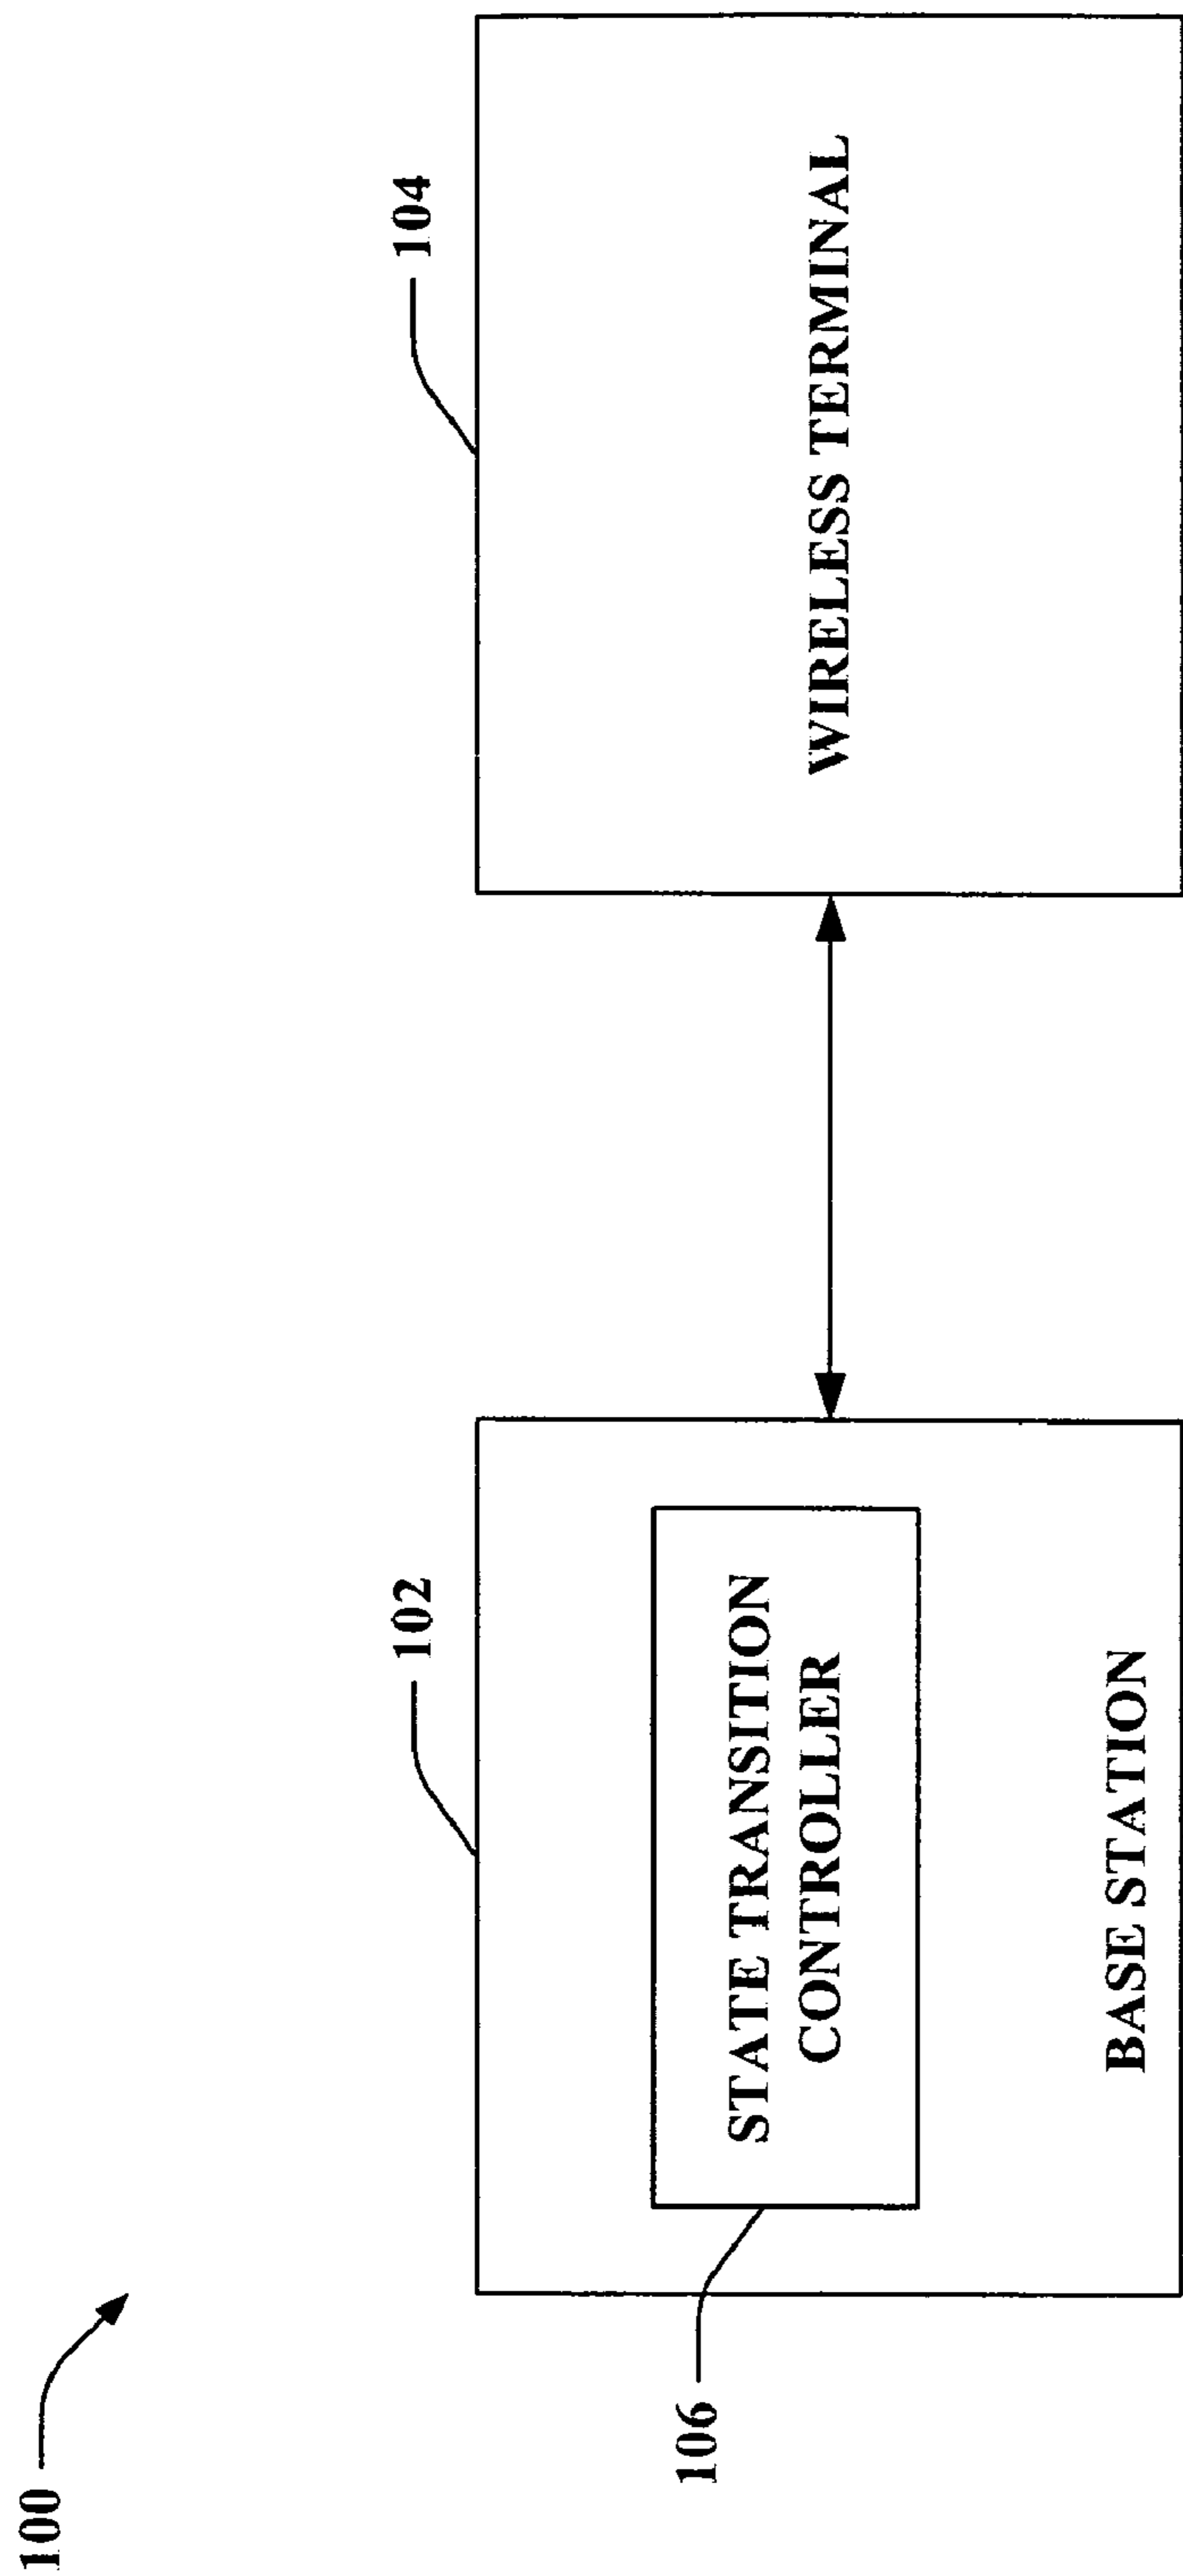 100
102
104
106
STATE TRANSITION
CONTROLLER
BASE STATION
WIRELESS TERMINAL